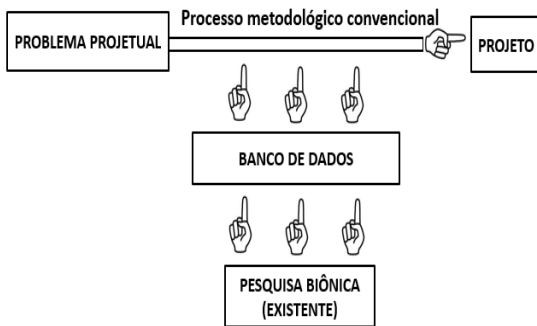 Processo metodológico convencional
PROBLEMA PROJETUAL
PROJETO
BANCO DE DADOS
PESQUISA BIÔNICA
(EXISTENTE)